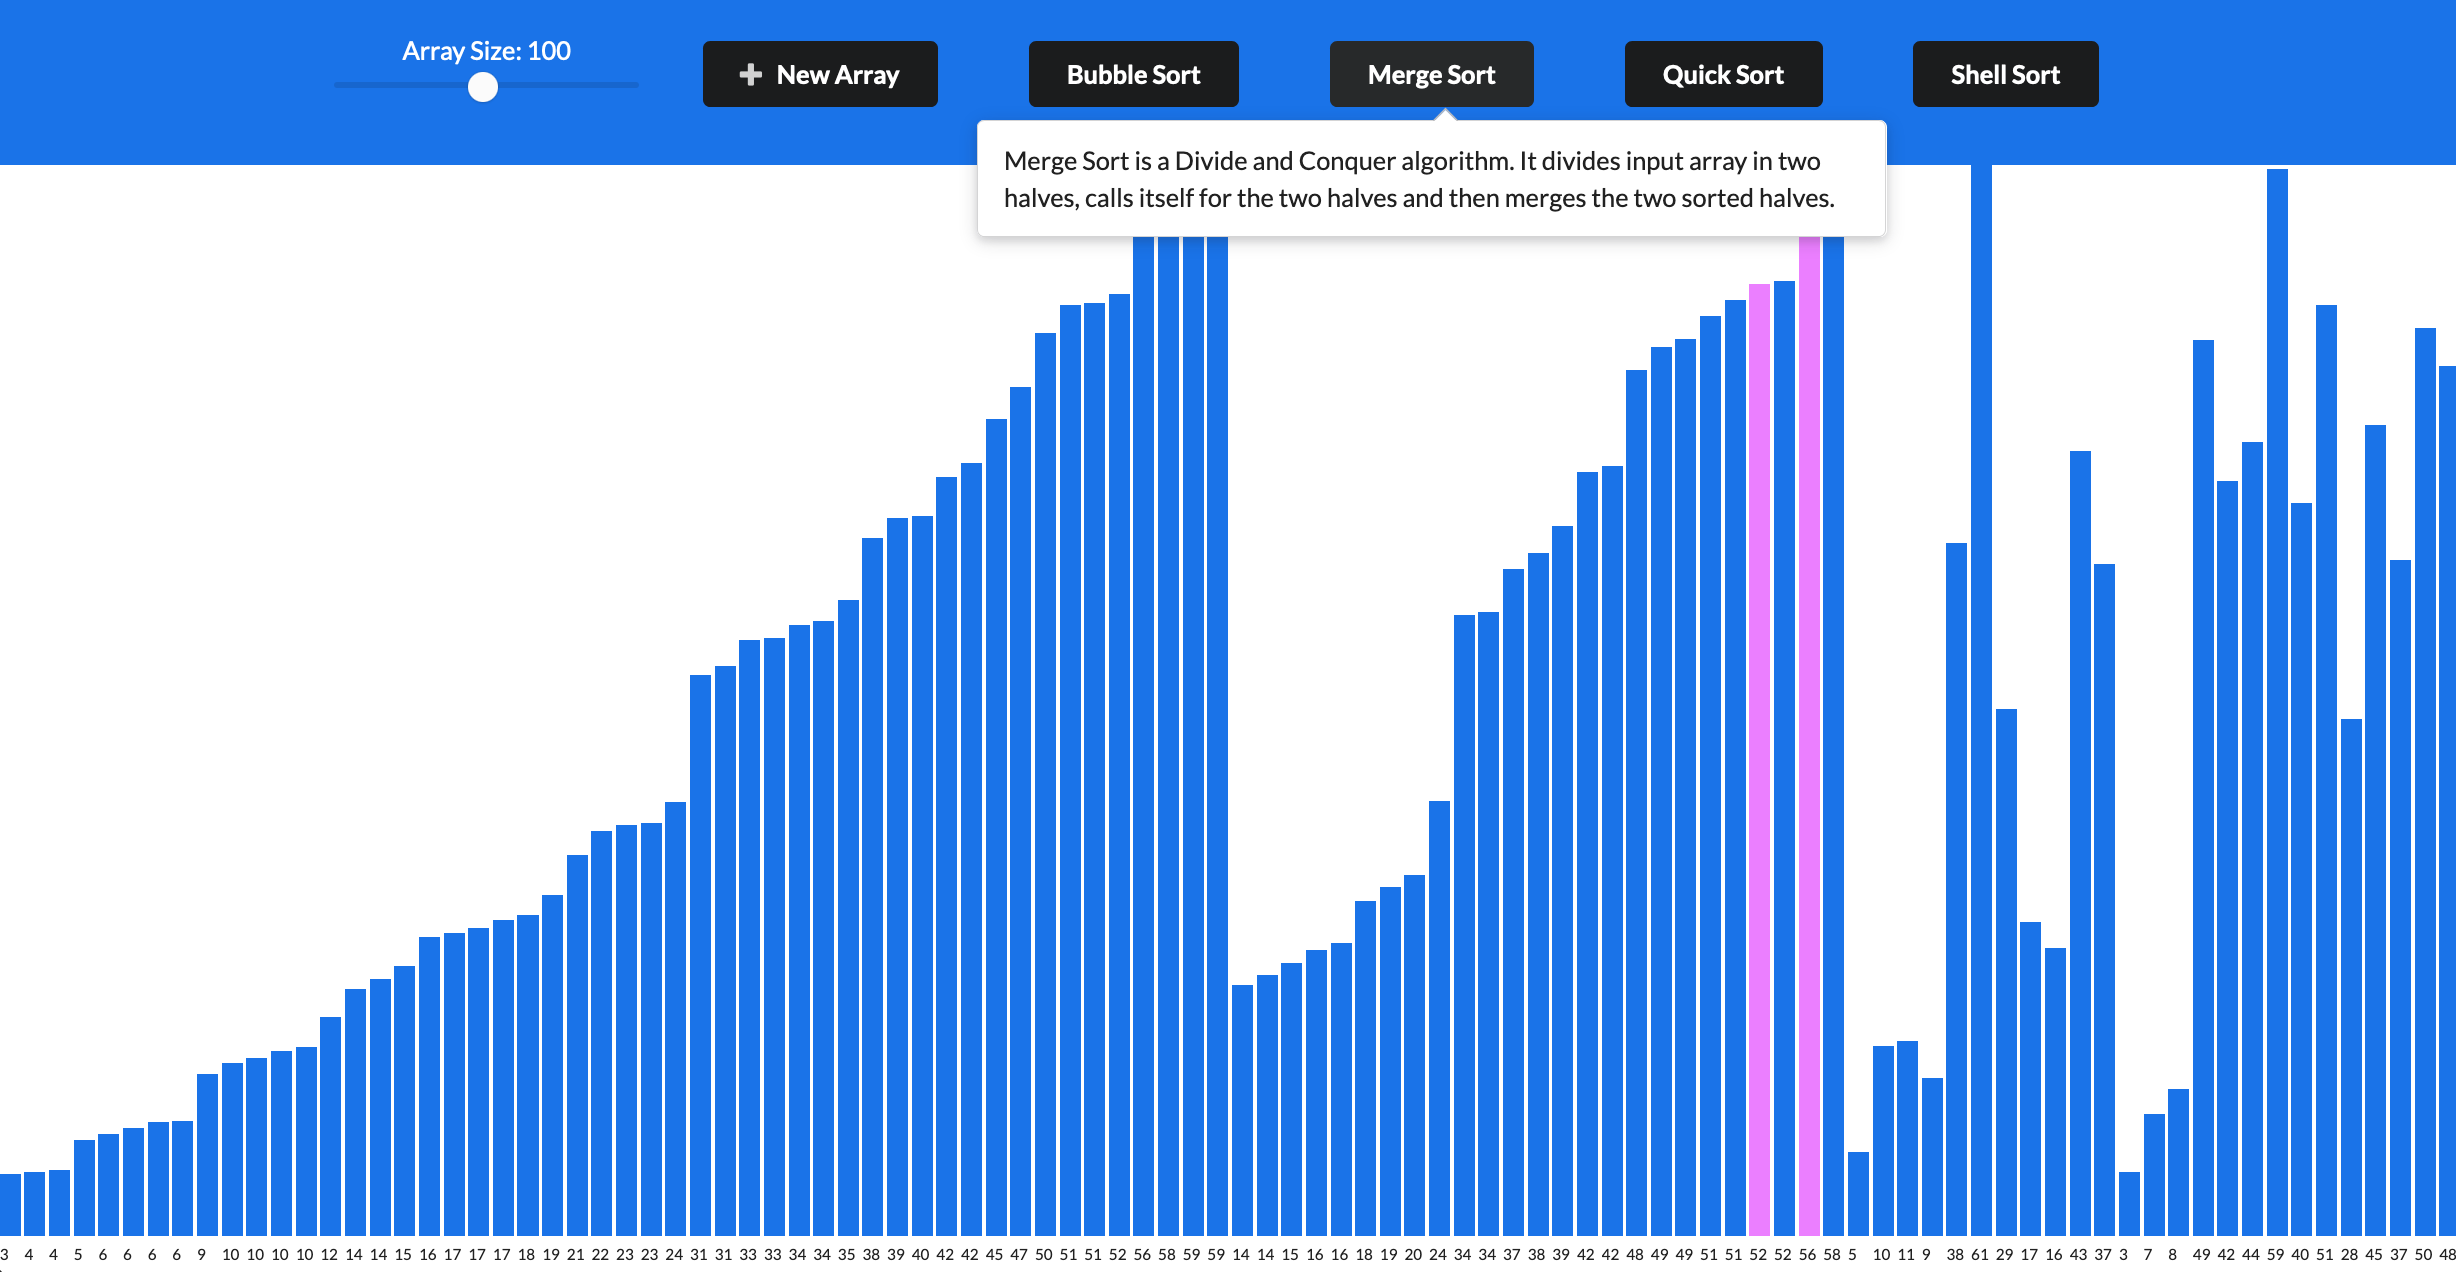 Array Size: 100
New Array
Bubble Sort
Merge Sort
Quick Sort
Shell Sort
Merge Sort is a Divide and Conquer algorithm. It divides input array in two
halves, calls itself for the two halves and then merges the two sorted halves.
3 4 4 5 6 6 6 6 9 10 10 10 10 12 14 14 15 16 17 17 17 18 19 21 22 23 23 24 31 31 33 33 34 34 35 38 39 40 42 42 45 47 50 51 51 52 56 58 59 59 14 14 15 16 16 18 19 20 24 34 34 37 38 39 42 42 48 49 49 51 51 52 52 56 58 5 10 11 9 38 61 29 17 16 43 37 3 7 8 49 42 44 59 40 51 28 45 37 50 48